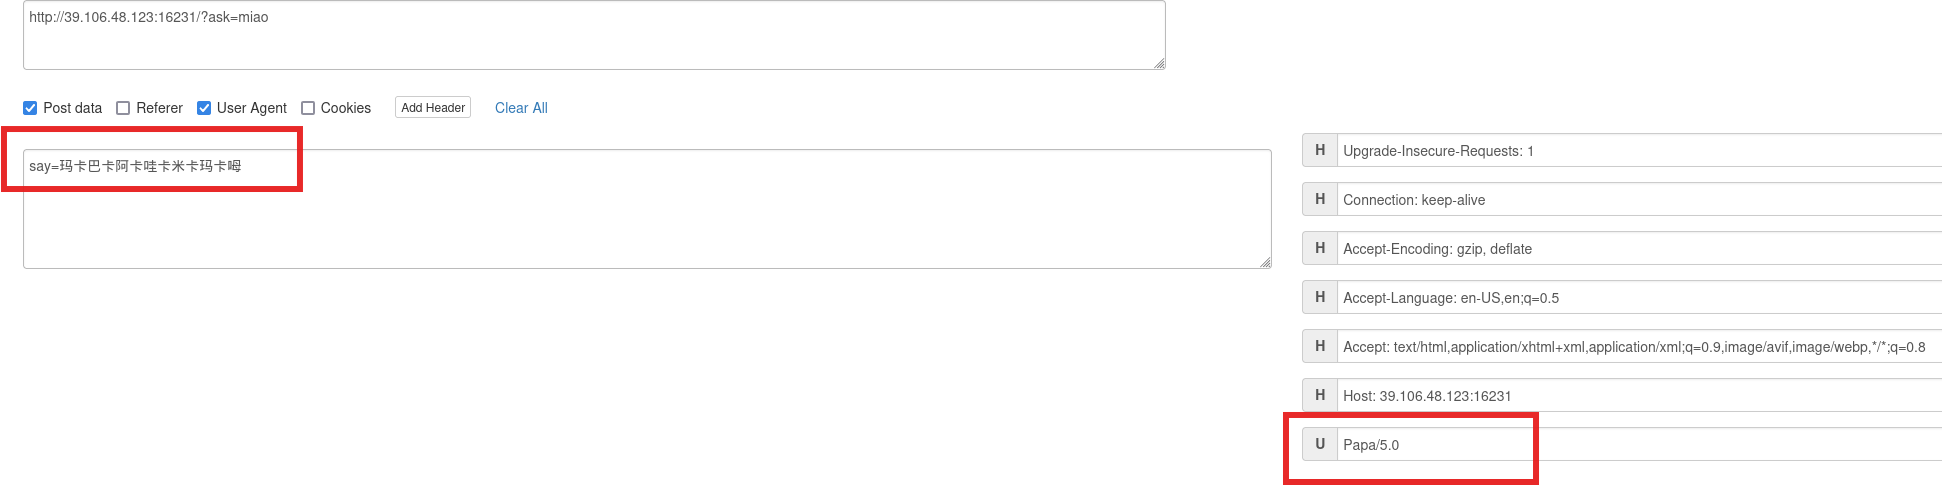 http://39.106.48.123:16231/?ask=miao
Post data Referer User Agent Cookies Add Header Clear All
say=玛卡巴卡阿卡哇卡米卡玛卡呣
H Upgrade-Insecure-Requests: 1
H Connection: keep-alive
H Accept-Encoding: gzip, deflate
H Accept-Language: en-US,en;q=0.5
H Accept: text/html,application/xhtml+xml,application/xml;q=0.9,image/avif,image/webp,*/*;q=0.8
H Host: 39.106.48.123:16231
U Papa/5.0